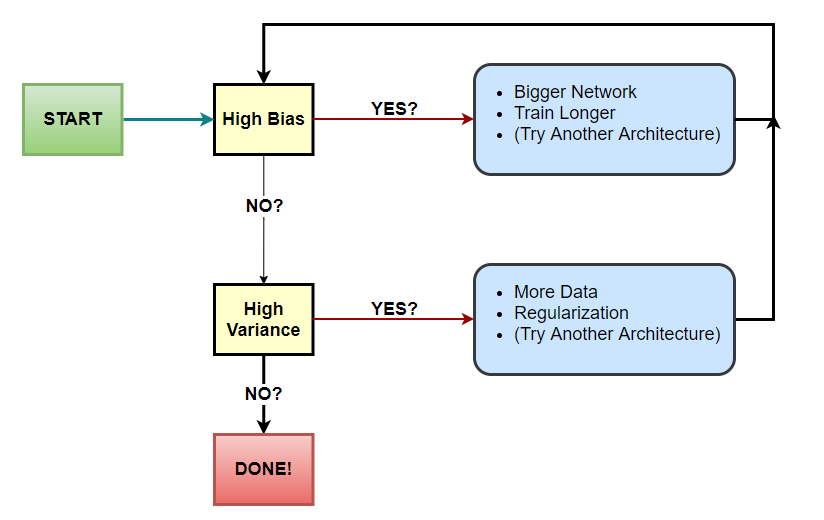 START
High Bias
YES?
• Bigger Network
• Train Longer
• (Try Another Architecture)
NO?
High
Variance
YES?
• More Data
• Regularization
• (Try Another Architecture)
NO?
DONE!